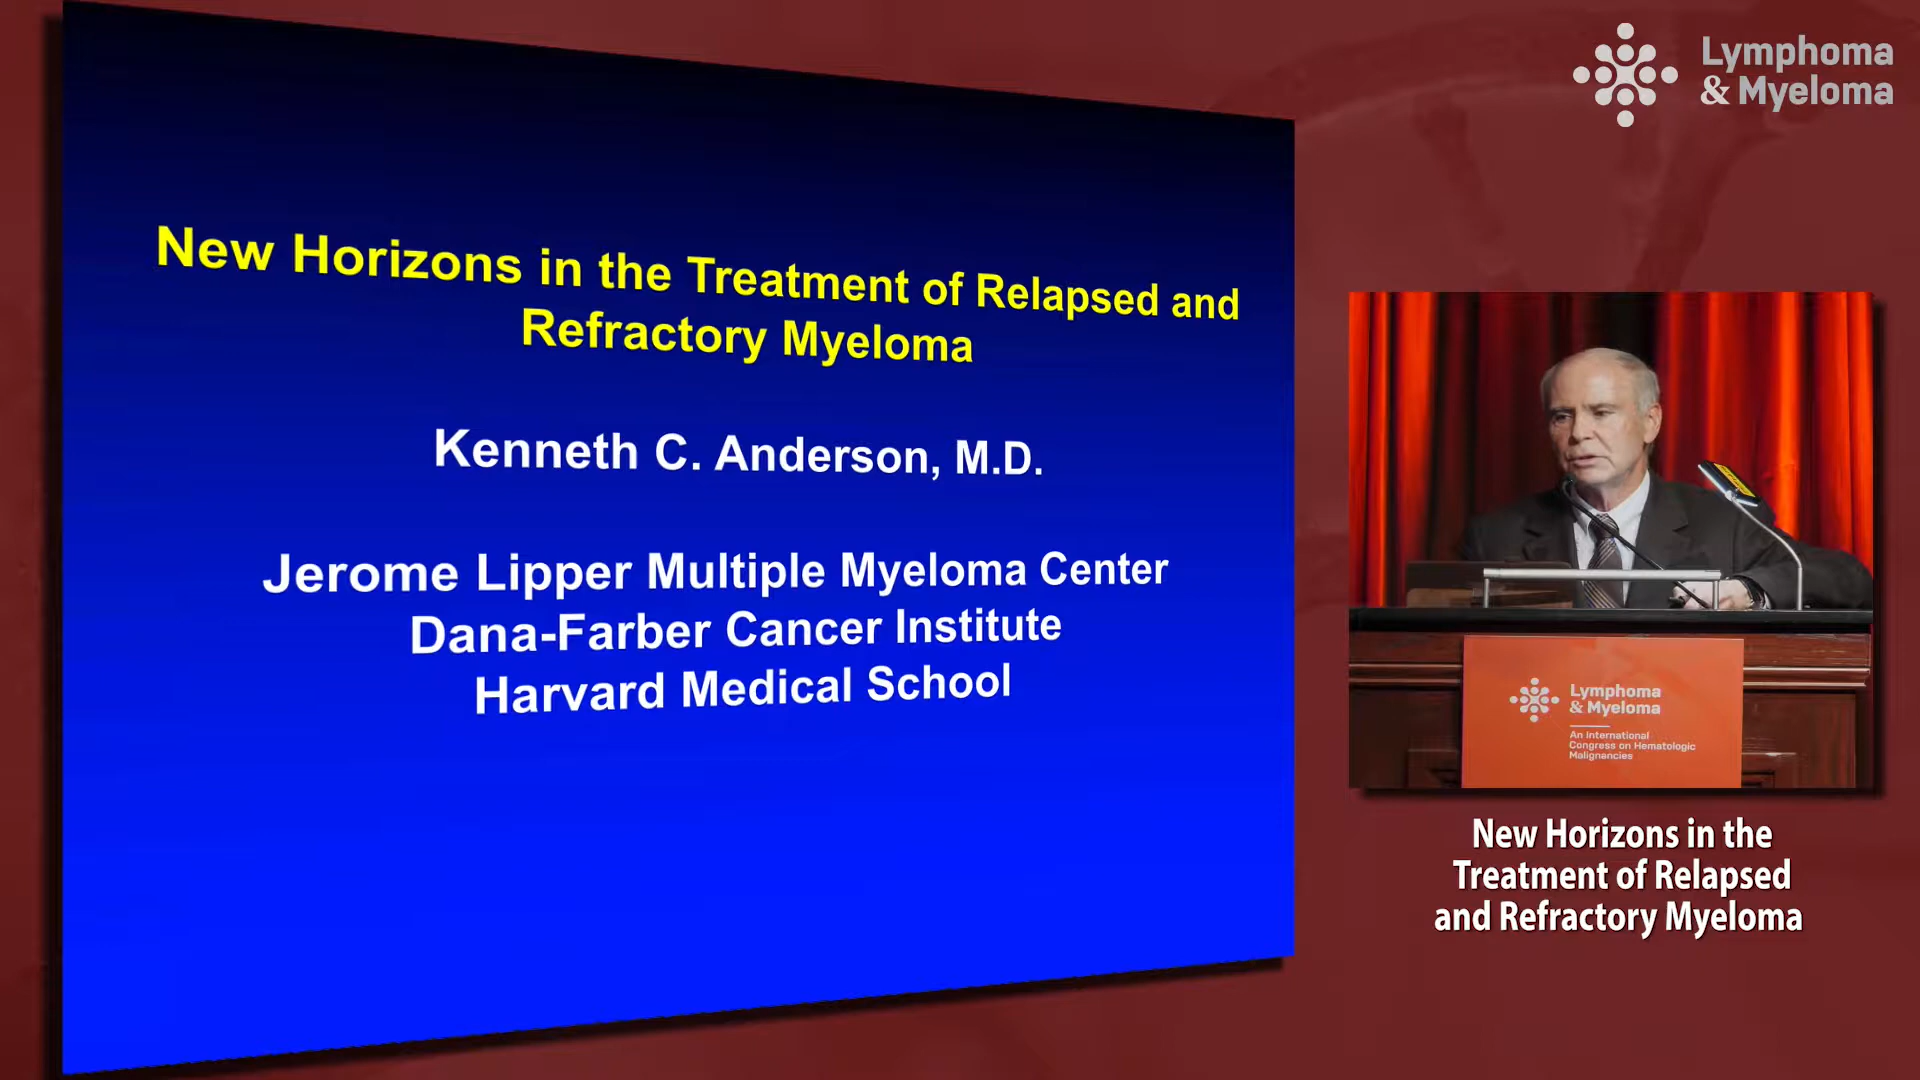 Lymphoma
& Myeloma
New Horizons in the Treatment of Relapsed and
Refractory Myeloma
Kenneth C. Anderson, M.D.
Jerome Lipper Multiple Myeloma Center
Dana-Farber Cancer Institute
Harvard Medical School
Lymphoma
& Myeloma
An International
Congress on Hematologic
Malignancies
New Horizons in the
Treatment of Relapsed
and Refractory Myeloma